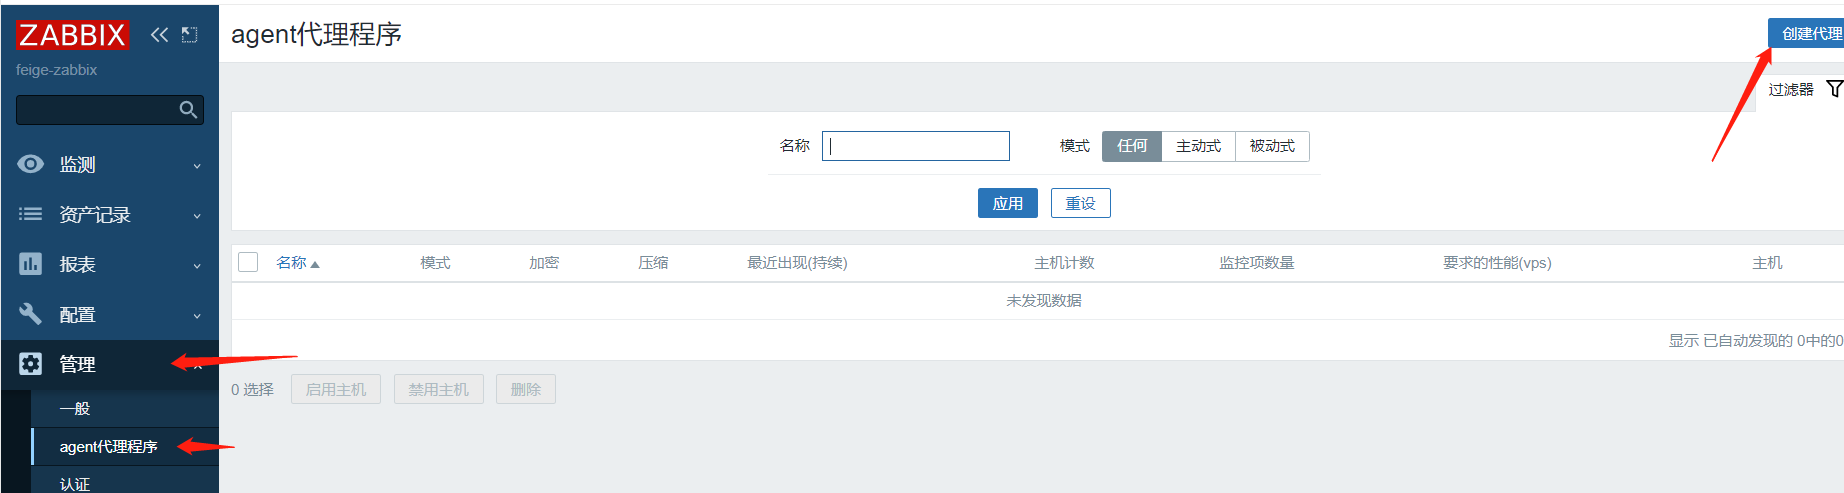 ZABBIX
feige-zabbix
监测
资产记录
报表
配置
管理
一般
agent代理程序
认证
agent代理程序
创建代理
过滤器
名称 模式 任何 主动式 被动式
应用 重设
名称 模式 加密 压缩 最近出现(持续) 主机计数 监控项数量 要求的性能(vps) 主机
未发现数据
显示 已自动发现的 0中的0
0 选择 启用主机 禁用主机 删除